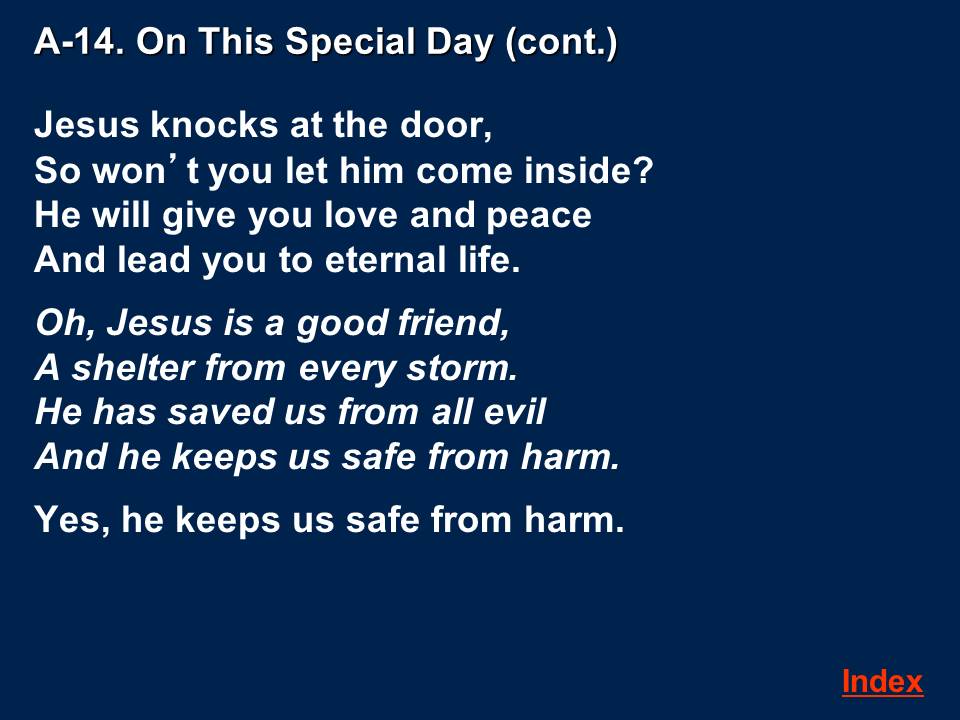 A-14. On This Special Day (cont.)
Jesus knocks at the door,
So won’t you let him come inside?
He will give you love and peace
And lead you to eternal life.
Oh, Jesus is a good friend,
A shelter from every storm.
He has saved us from all evil
And he keeps us safe from harm.
Yes, he keeps us safe from harm.
Index